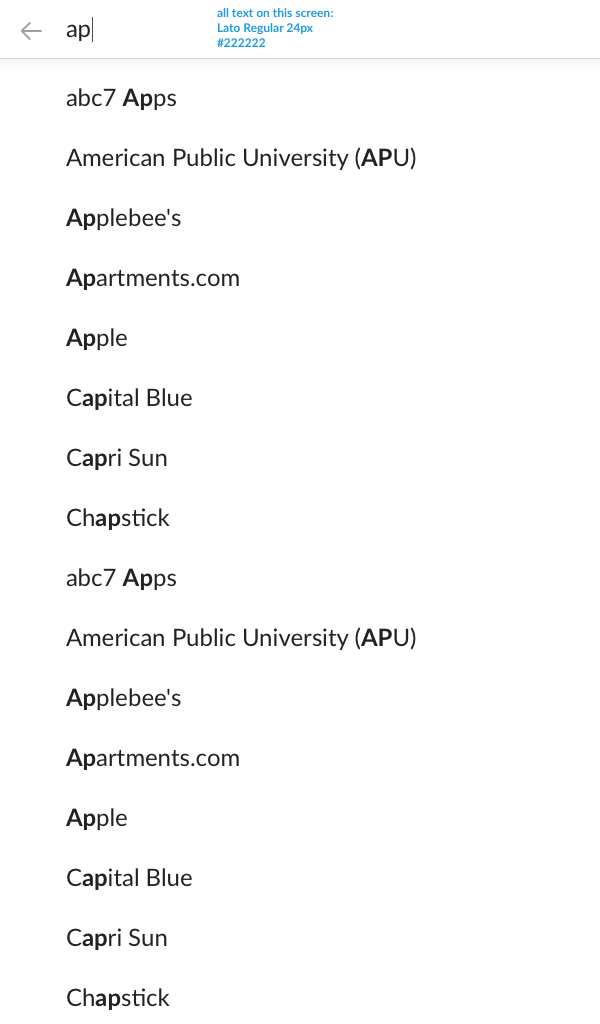 ap
all text on this screen:
Lato Regular 24px
#222222
abc7 Apps
American Public University (APU)
Applebee's
Apartments.com
Apple
Capital Blue
Capri Sun
Chapstick
abc7 Apps
American Public University (APU)
Applebee's
Apartments.com
Apple
Capital Blue
Capri Sun
Chapstick